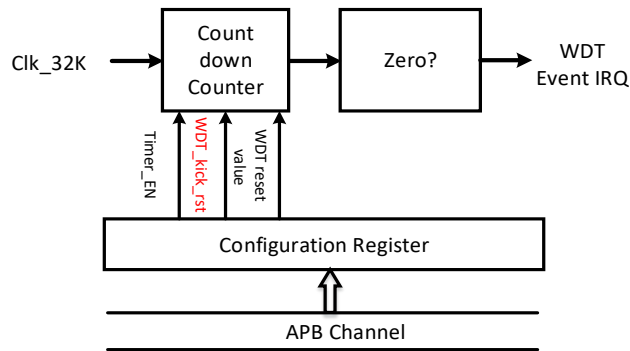 Clk_32K
Count
down
Counter
Zero?
WDT
Event IRQ
Timer_EN
WDT_kick_rst
WDT reset
value
Configuration Register
APB Channel